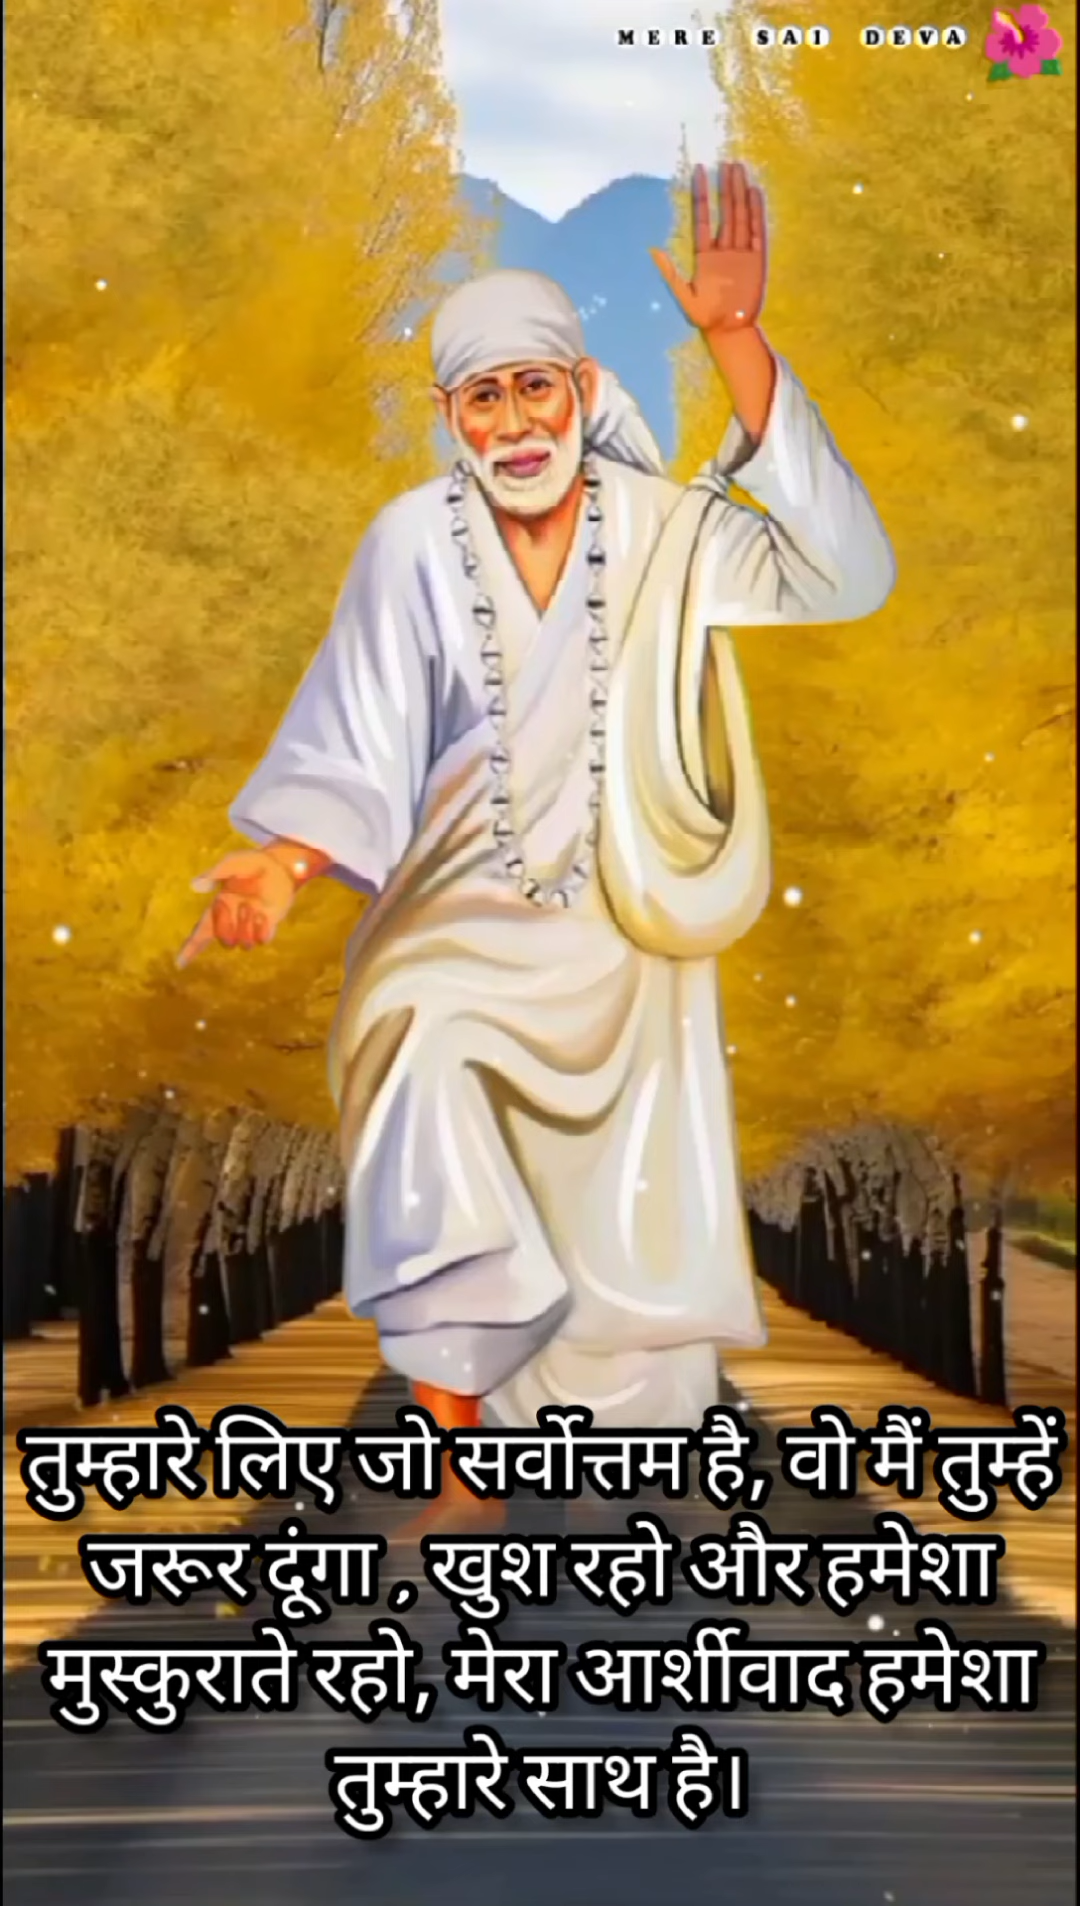 MERE SAI DEVA
तुम्हारे लिए जो सर्वोत्तम है, वो मैं तुम्हें
जरूर दूंगा , खुश रहो और हमेशा
मुस्कुराते रहो, मेरा आर्शीवाद हमेशा
तुम्हारे साथ है।